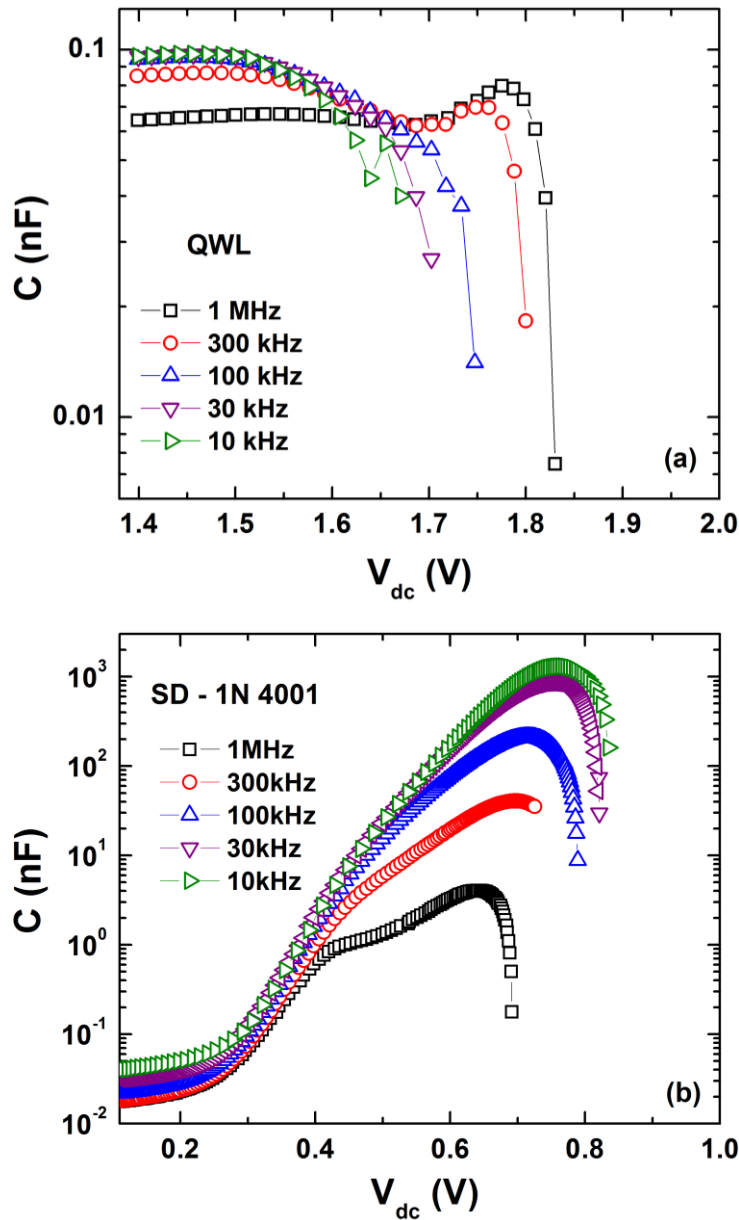 0.1
0.01
C (nF)
QWL
1 MHz
300 kHz
100 kHz
30 kHz
10 kHz
(a)
1.4 1.5 1.6 1.7 1.8 1.9 2.0
V_dc (V)
10^3
10^2
10^1
10^0
10^-1
10^-2
C (nF)
SD - 1N 4001
1MHz
300kHz
100kHz
30kHz
10kHz
(b)
0.2 0.4 0.6 0.8 1.0
V_dc (V)